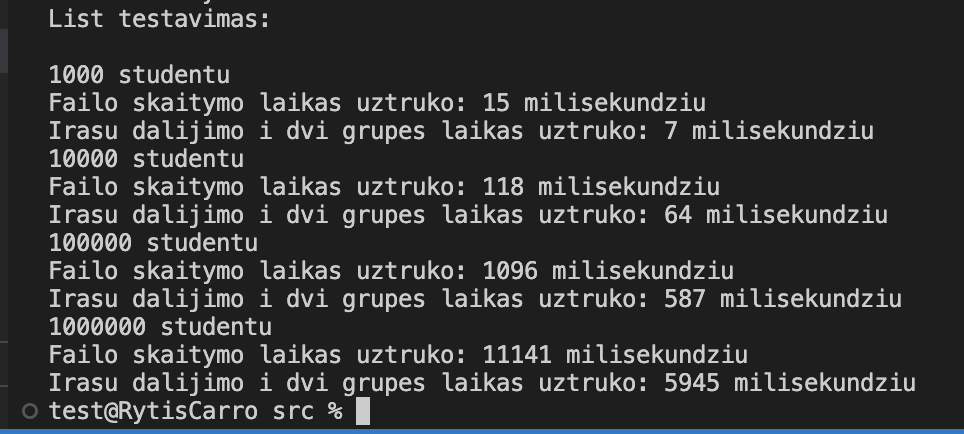 List testavimas:
1000 studentu
Failo skaitymo laikas uztruko: 15 milisekundziu
Irasu dalijimo i dvi grupes laikas uztruko: 7 milisekundziu
10000 studentu
Failo skaitymo laikas uztruko: 118 milisekundziu
Irasu dalijimo i dvi grupes laikas uztruko: 64 milisekundziu
100000 studentu
Failo skaitymo laikas uztruko: 1096 milisekundziu
Irasu dalijimo i dvi grupes laikas uztruko: 587 milisekundziu
1000000 studentu
Failo skaitymo laikas uztruko: 11141 milisekundziu
Irasu dalijimo i dvi grupes laikas uztruko: 5945 milisekundziu
test@RytisCarro src %